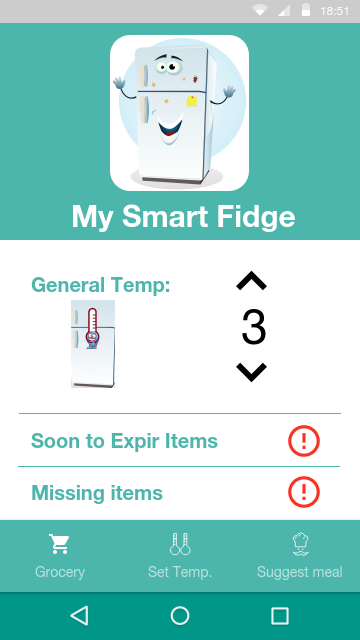 18:51
My Smart Fidge
General Temp:
3
Soon to Expir Items
Missing items
Grocery
Set Temp.
Suggest meal